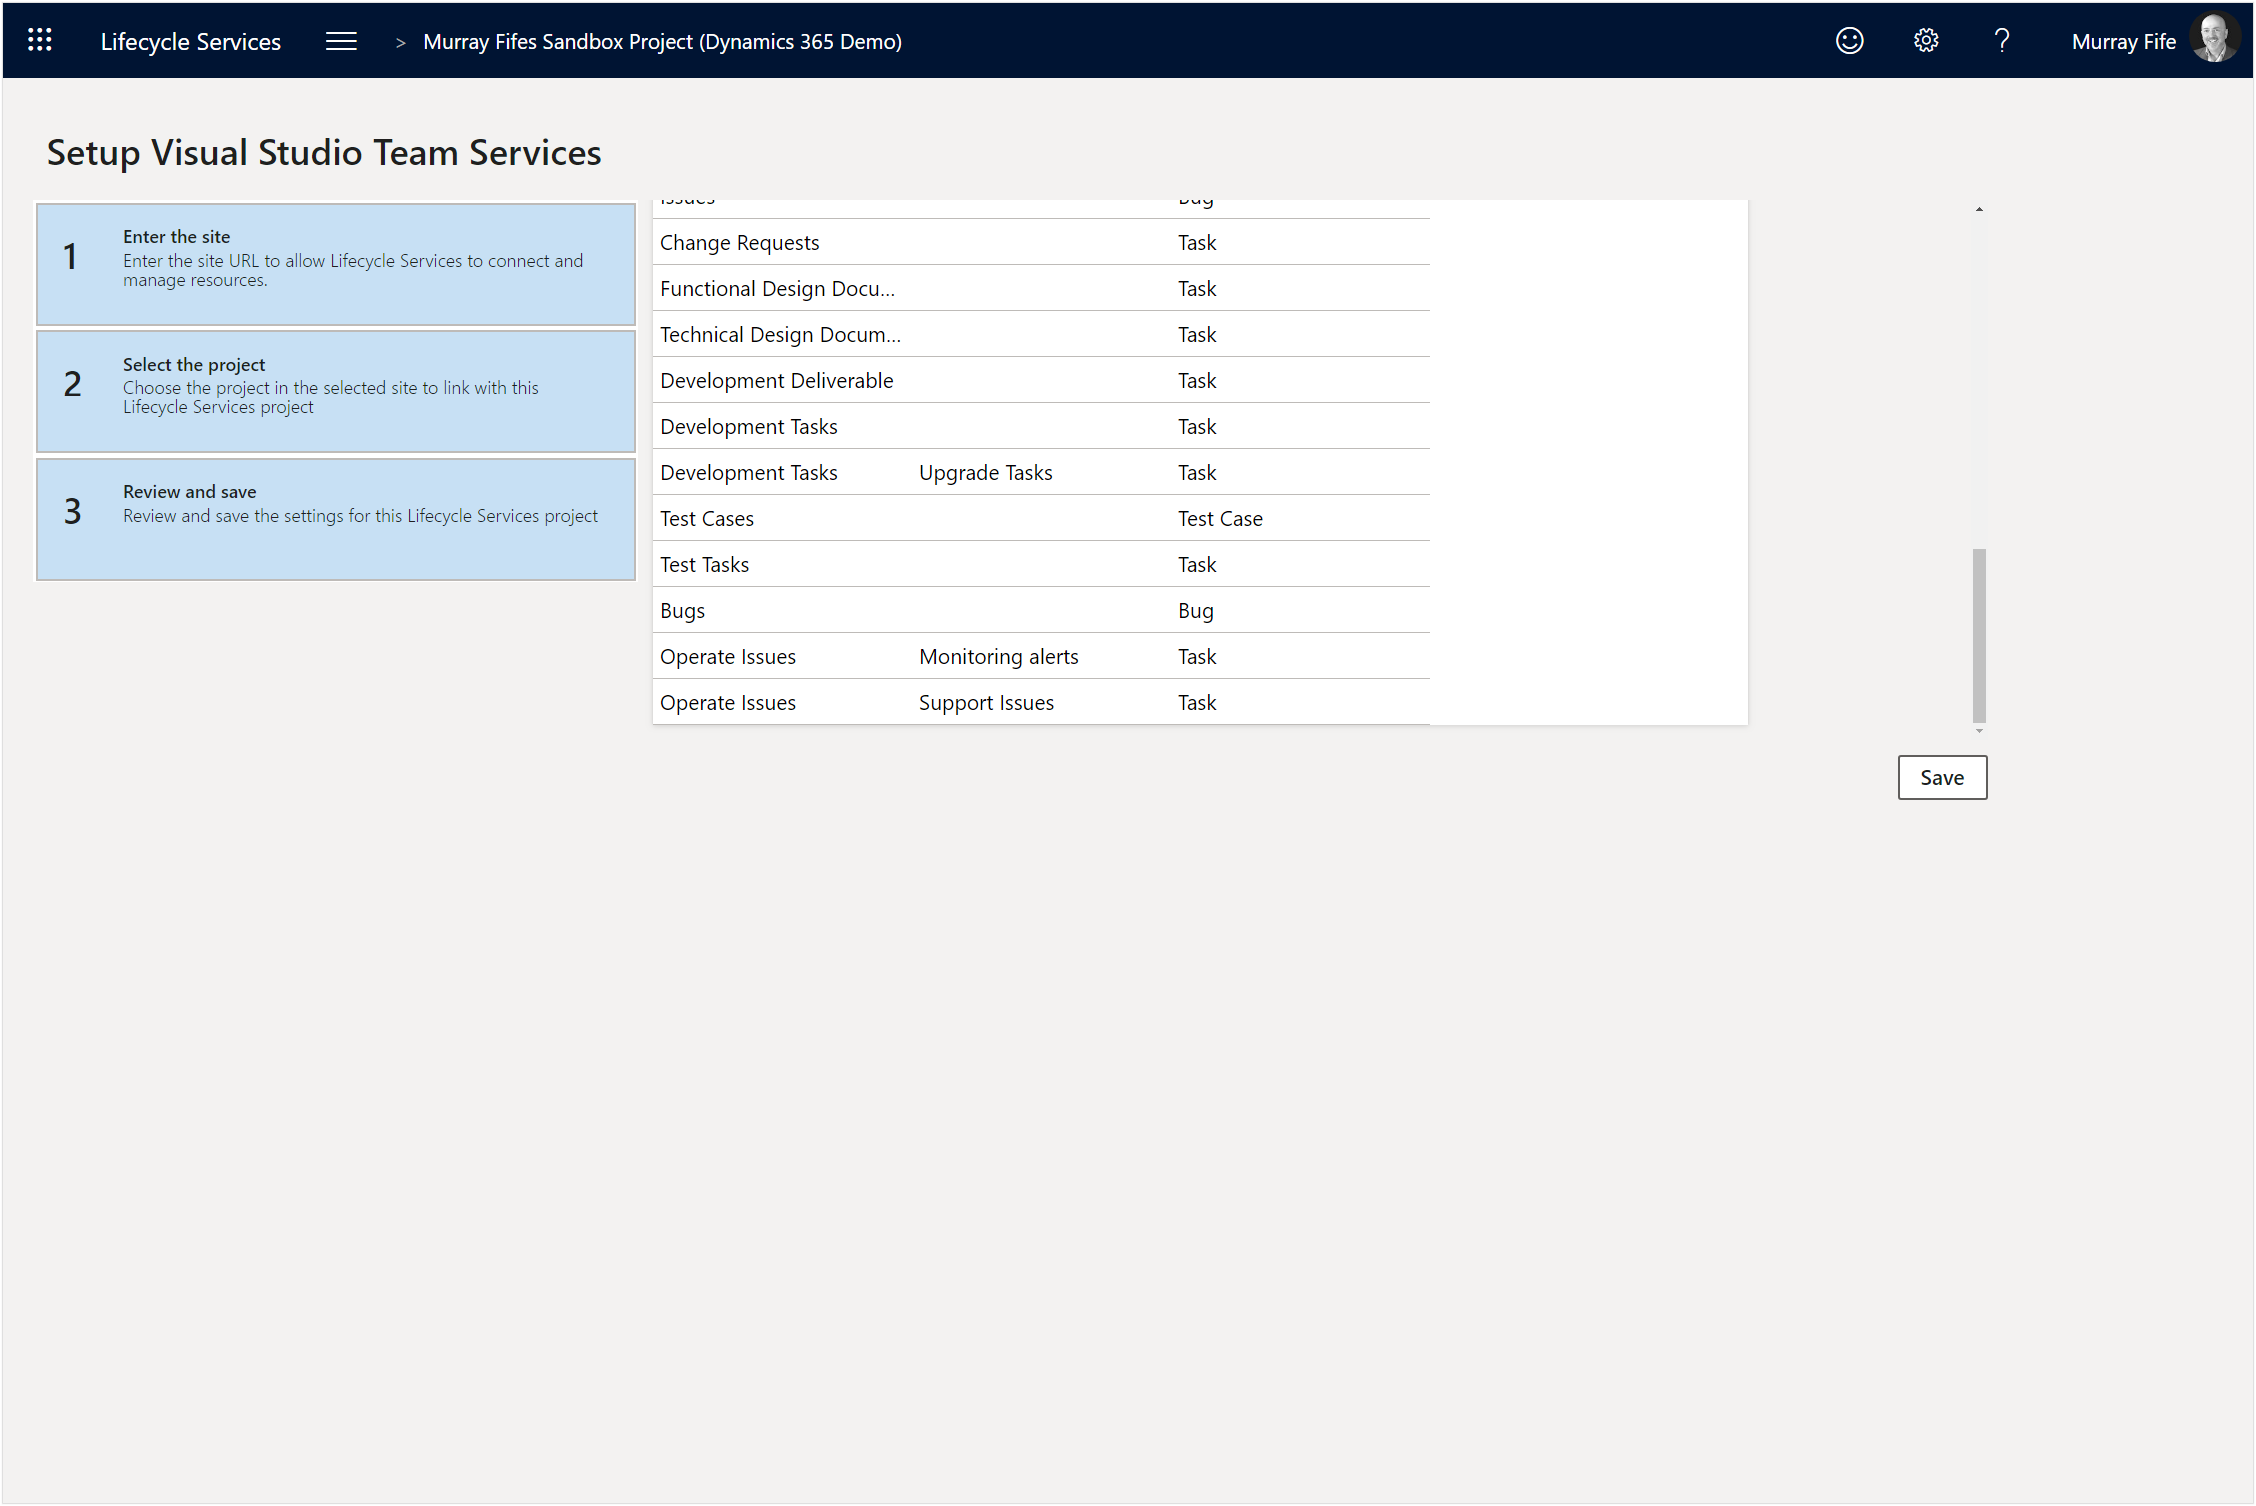 Lifecycle Services > Murray Fifes Sandbox Project (Dynamics 365 Demo) ? Murray Fife
Setup Visual Studio Team Services
1 Enter the site
Enter the site URL to allow Lifecycle Services to connect and
manage resources.
2 Select the project
Choose the project in the selected site to link with this
Lifecycle Services project
3 Review and save
Review and save the settings for this Lifecycle Services project
Issues Bug
Change Requests Task
Functional Design Docu... Task
Technical Design Docum... Task
Development Deliverable Task
Development Tasks Task
Development Tasks Upgrade Tasks Task
Test Cases Test Case
Test Tasks Task
Bugs Bug
Operate Issues Monitoring alerts Task
Operate Issues Support Issues Task
Save